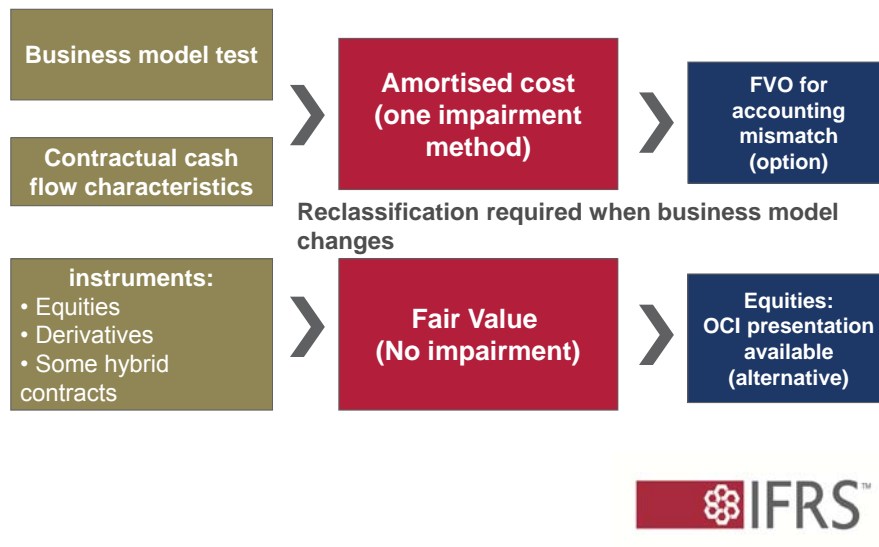 Business model test
Contractual cash
flow characteristics
Amortised cost
(one impairment
method)
FVO for
accounting
mismatch
(option)
Reclassification required when business model
changes
instruments:
• Equities
• Derivatives
• Some hybrid
contracts
Fair Value
(No impairment)
Equities:
OCI presentation
available
(alternative)
IFRS™